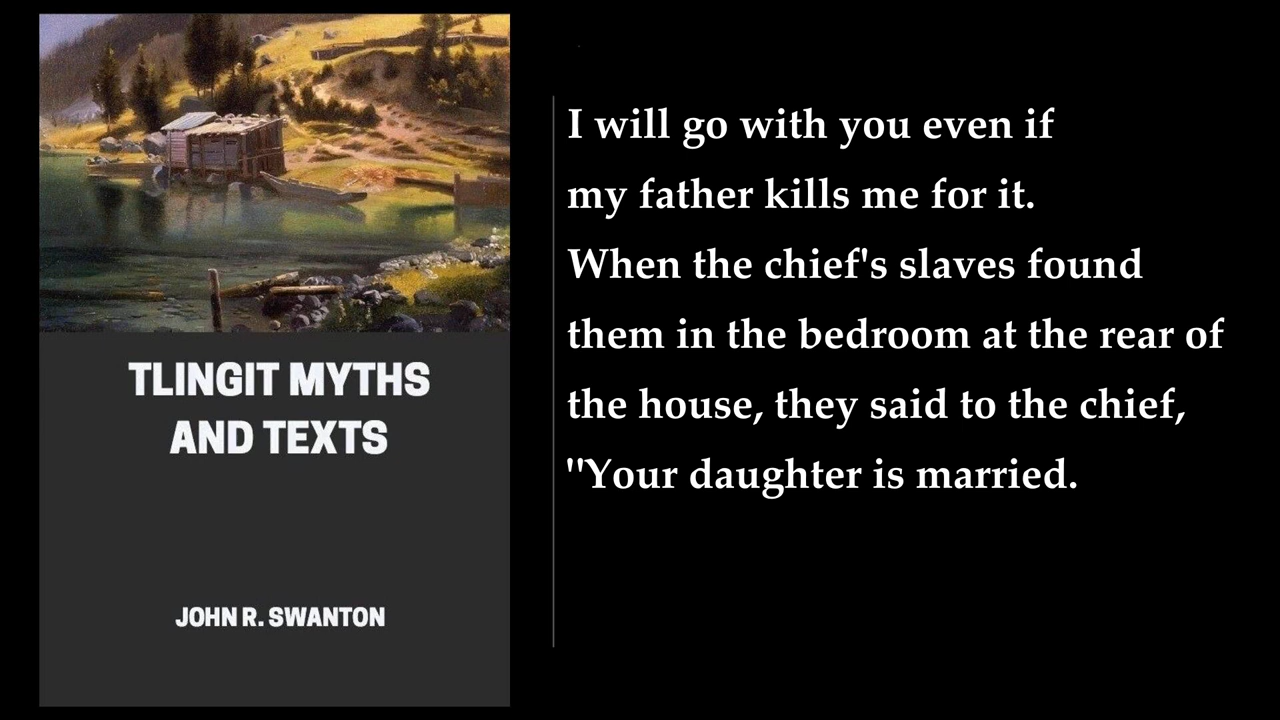 TLINGIT MYTHS
AND TEXTS
JOHN R. SWANTON
I will go with you even if
my father kills me for it.
When the chief's slaves found
them in the bedroom at the rear of
the house, they said to the chief,
"Your daughter is married.